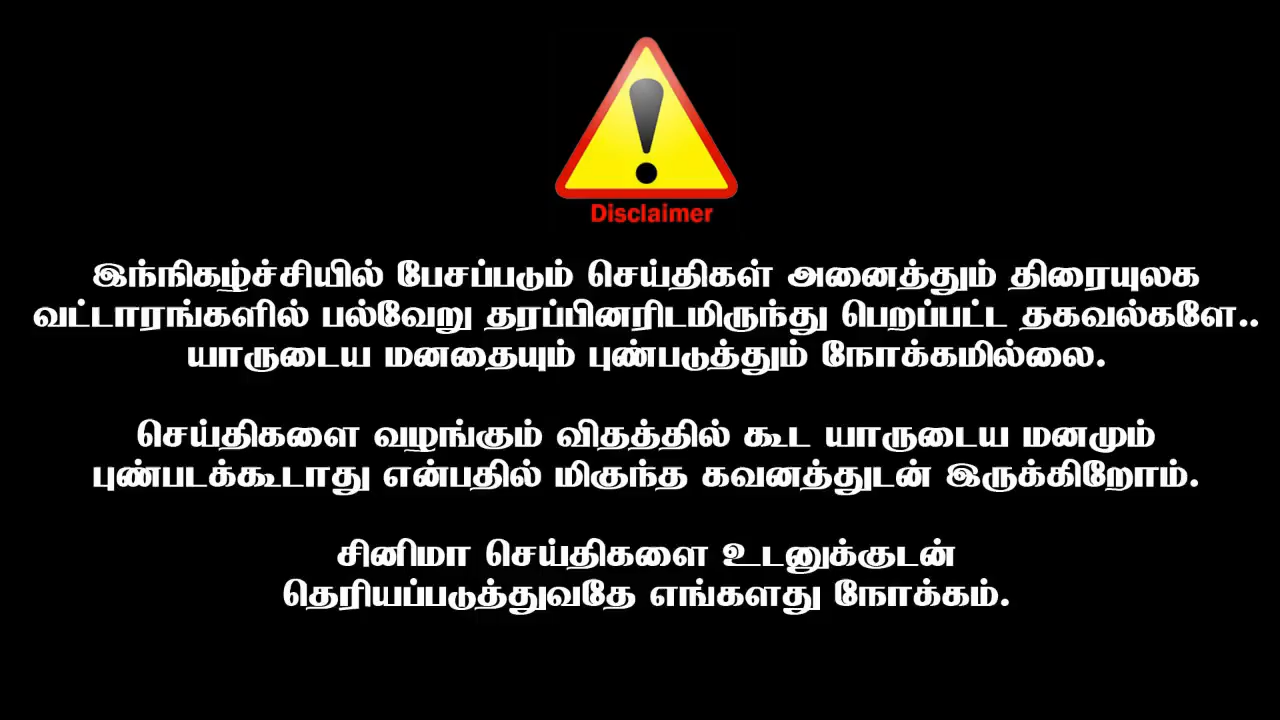 Disclaimer
இந்நிகழ்ச்சியில் பேசப்படும் செய்திகள் அனைத்தும் திரையுலக
வட்டாரங்களில் பல்வேறு தரப்பினரிடமிருந்து பெறப்பட்ட தகவல்களே..
யாருடைய மனதையும் புண்படுத்தும் நோக்கமில்லை.
செய்திகளை வழங்கும் விதத்தில் கூட யாருடைய மனமும்
புண்படக்கூடாது என்பதில் மிகுந்த கவனத்துடன் இருக்கிறோம்.
சினிமா செய்திகளை உடனுக்குடன்
தெரியப்படுத்துவதே எங்களது நோக்கம்.